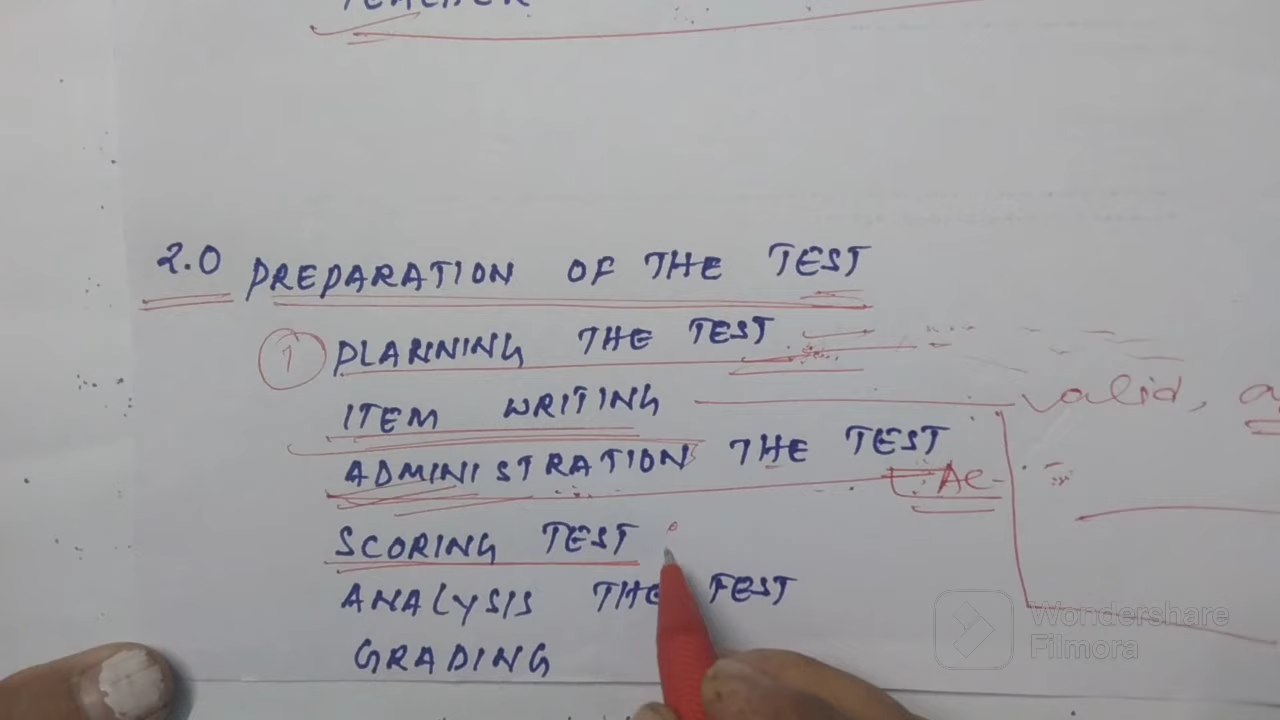 TEACHER
2.0 PREPARATION OF THE TEST
1 PLANNING THE TEST
ITEM WRITING valid,
ADMINISTRATION THE TEST
SCORING TEST
ANALYSIS THE TEST
GRADING
Wondershare
Filmora